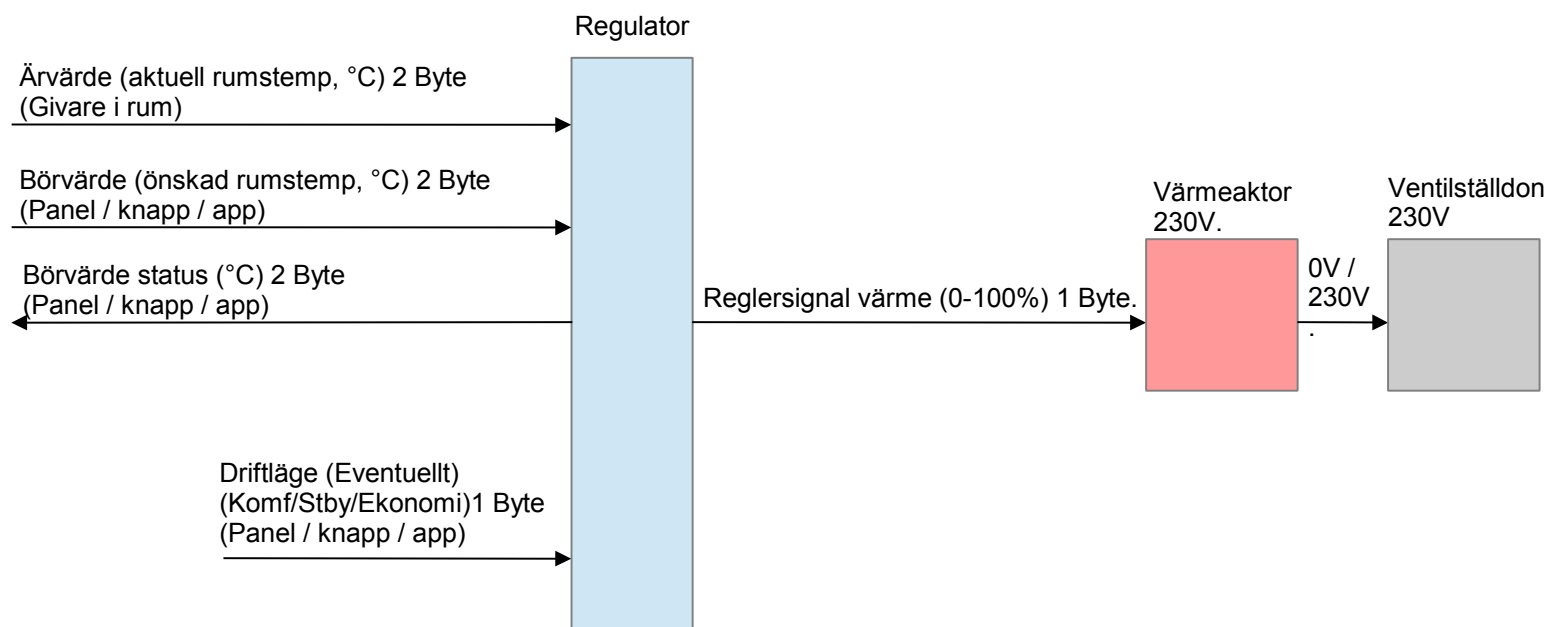 Regulator
Ärvärde (aktuell rumstemp, °C) 2 Byte
(Givare i rum)
Börvärde (önskad rumstemp, °C) 2 Byte
(Panel / knapp / app)
Börvärde status (°C) 2 Byte
(Panel / knapp / app)
Driftläge (Eventuellt)
(Komf/Stby/Ekonomi)1 Byte
(Panel / knapp / app)
Reglersignal värme (0-100%) 1 Byte.
Värmeaktor
230V.
0V /
230V
.
Ventilställdon
230V